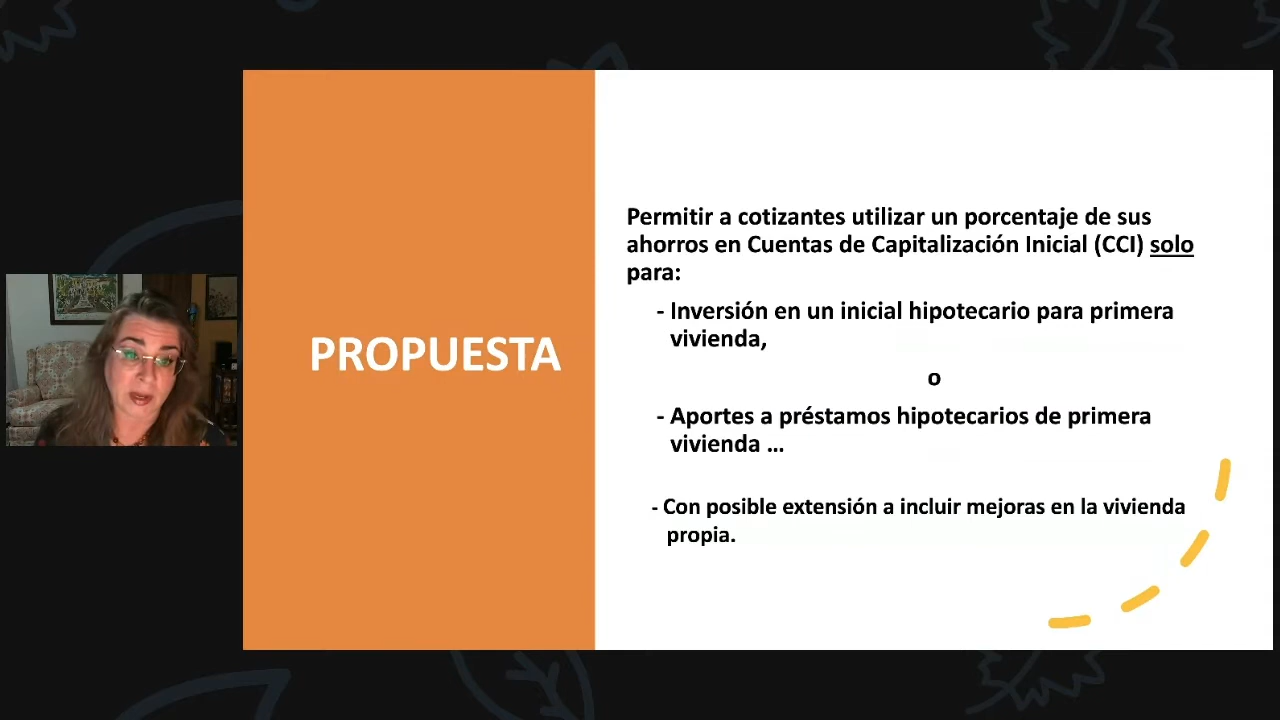 PROPUESTA
Permitir a cotizantes utilizar un porcentaje de sus
ahorros en Cuentas de Capitalización Inicial (CCI) solo
para:
- Inversión en un inicial hipotecario para primera
vivienda,
o
- Aportes a préstamos hipotecarios de primera
vivienda ...
- Con posible extensión a incluir mejoras en la vivienda
propia.